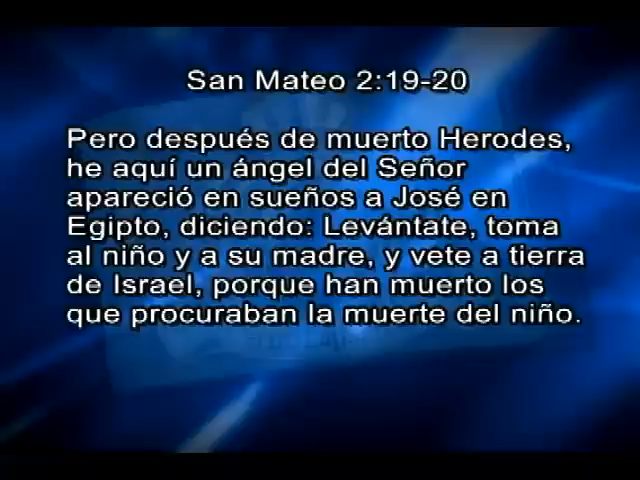 San Mateo 2:19-20
Pero después de muerto Herodes,
he aquí un ángel del Señor
apareció en sueños a José en
Egipto, diciendo: Levántate, toma
al niño y a su madre, y vete a tierra
de Israel, porque han muerto los
que procuraban la muerte del niño.